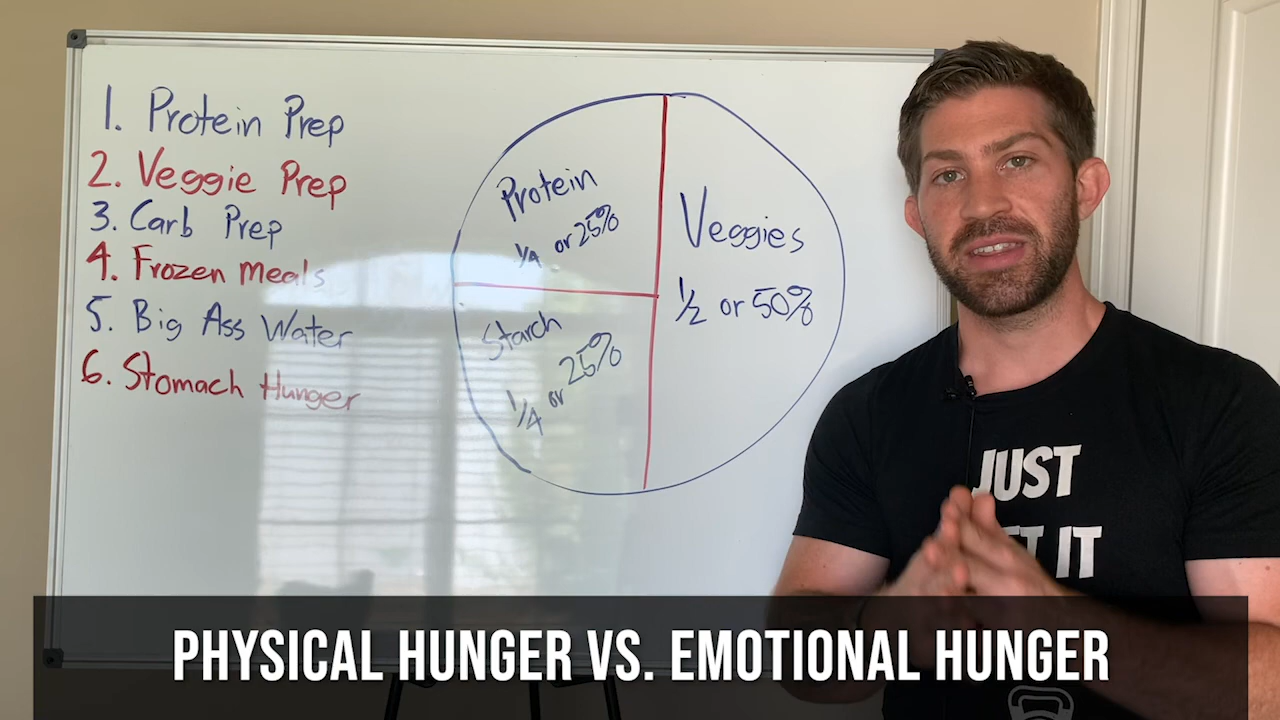 1. Protein Prep
2. Veggie Prep
3. Carb Prep
4. Frozen Meals
5. Big Ass Water
6. Stomach Hunger
Protein
1/4 or 25%
Veggies
1/2 or 50%
Starch
1/4 or 25%
JUST
IT
PHYSICAL HUNGER VS. EMOTIONAL HUNGER